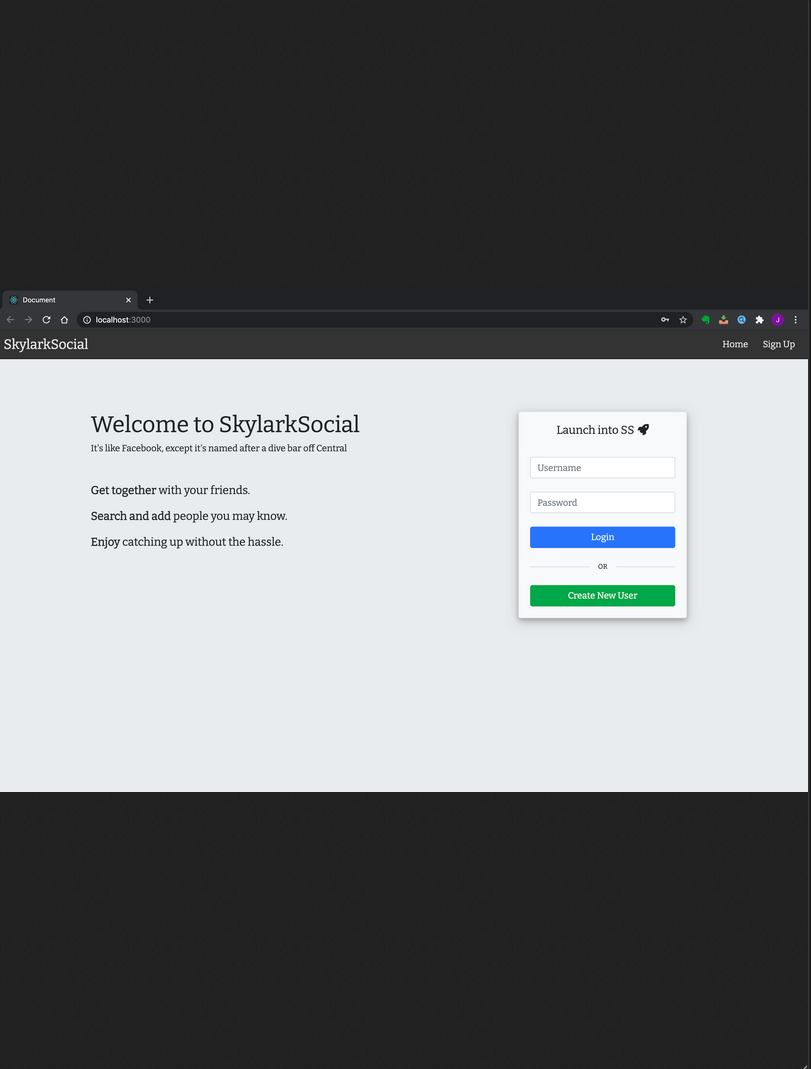 Document
localhost:3000
J
SkylarkSocial
Home
Sign Up
Welcome to SkylarkSocial
It's like Facebook, except it's named after a dive bar off Central
Get together with your friends.
Search and add people you may know.
Enjoy catching up without the hassle.
Launch into SS
Username
Password
Login
OR
Create New User